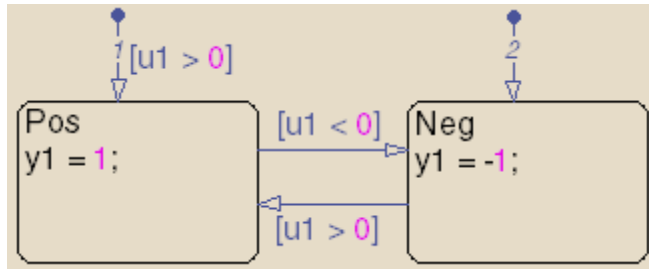 1
[u1 > 0]
2
Pos
y1 = 1;
[u1 < 0]
Neg
y1 = -1;
[u1 > 0]